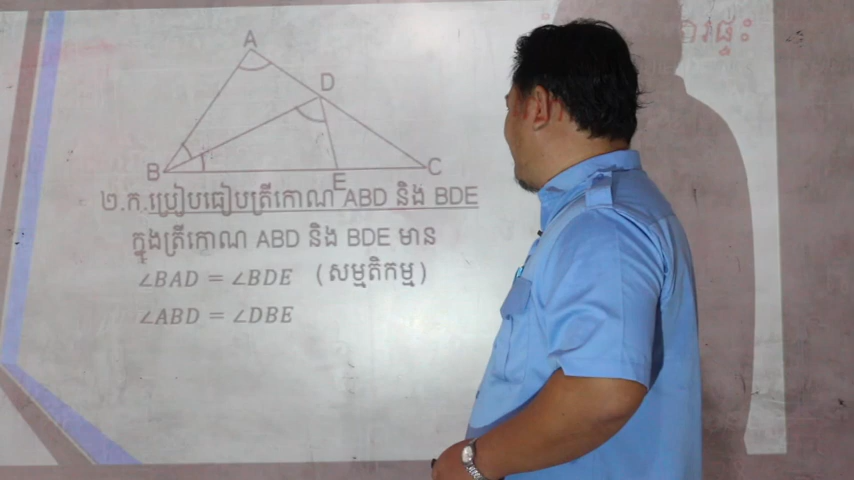 A
D
B
E
C
២.ក.ប្រៀបធៀបត្រីកោណ ABD និង BDE
ក្នុងត្រីកោណ ABD និង BDE មាន
∠BAD = ∠BDE (សម្មតិកម្ម)
∠ABD = ∠DBE